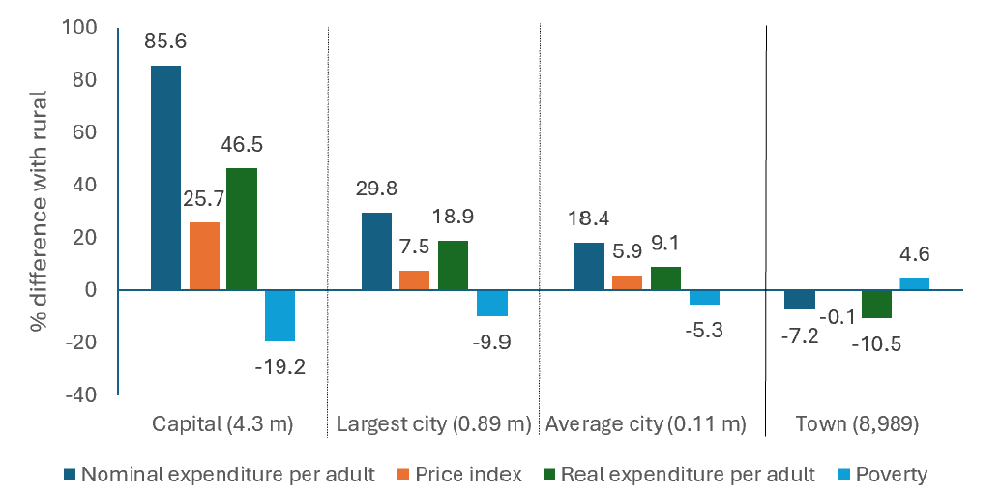 % difference with rural
100
80
60
40
20
0
-20
-40
85.6
25.7
46.5
-19.2
29.8
7.5
18.9
-9.9
18.4
5.9
9.1
-5.3
-7.2
-0.1
-10.5
4.6
Capital (4.3 m)
Largest city (0.89 m)
Average city (0.11 m)
Town (8,989)
Nominal expenditure per adult
Price index
Real expenditure per adult
Poverty